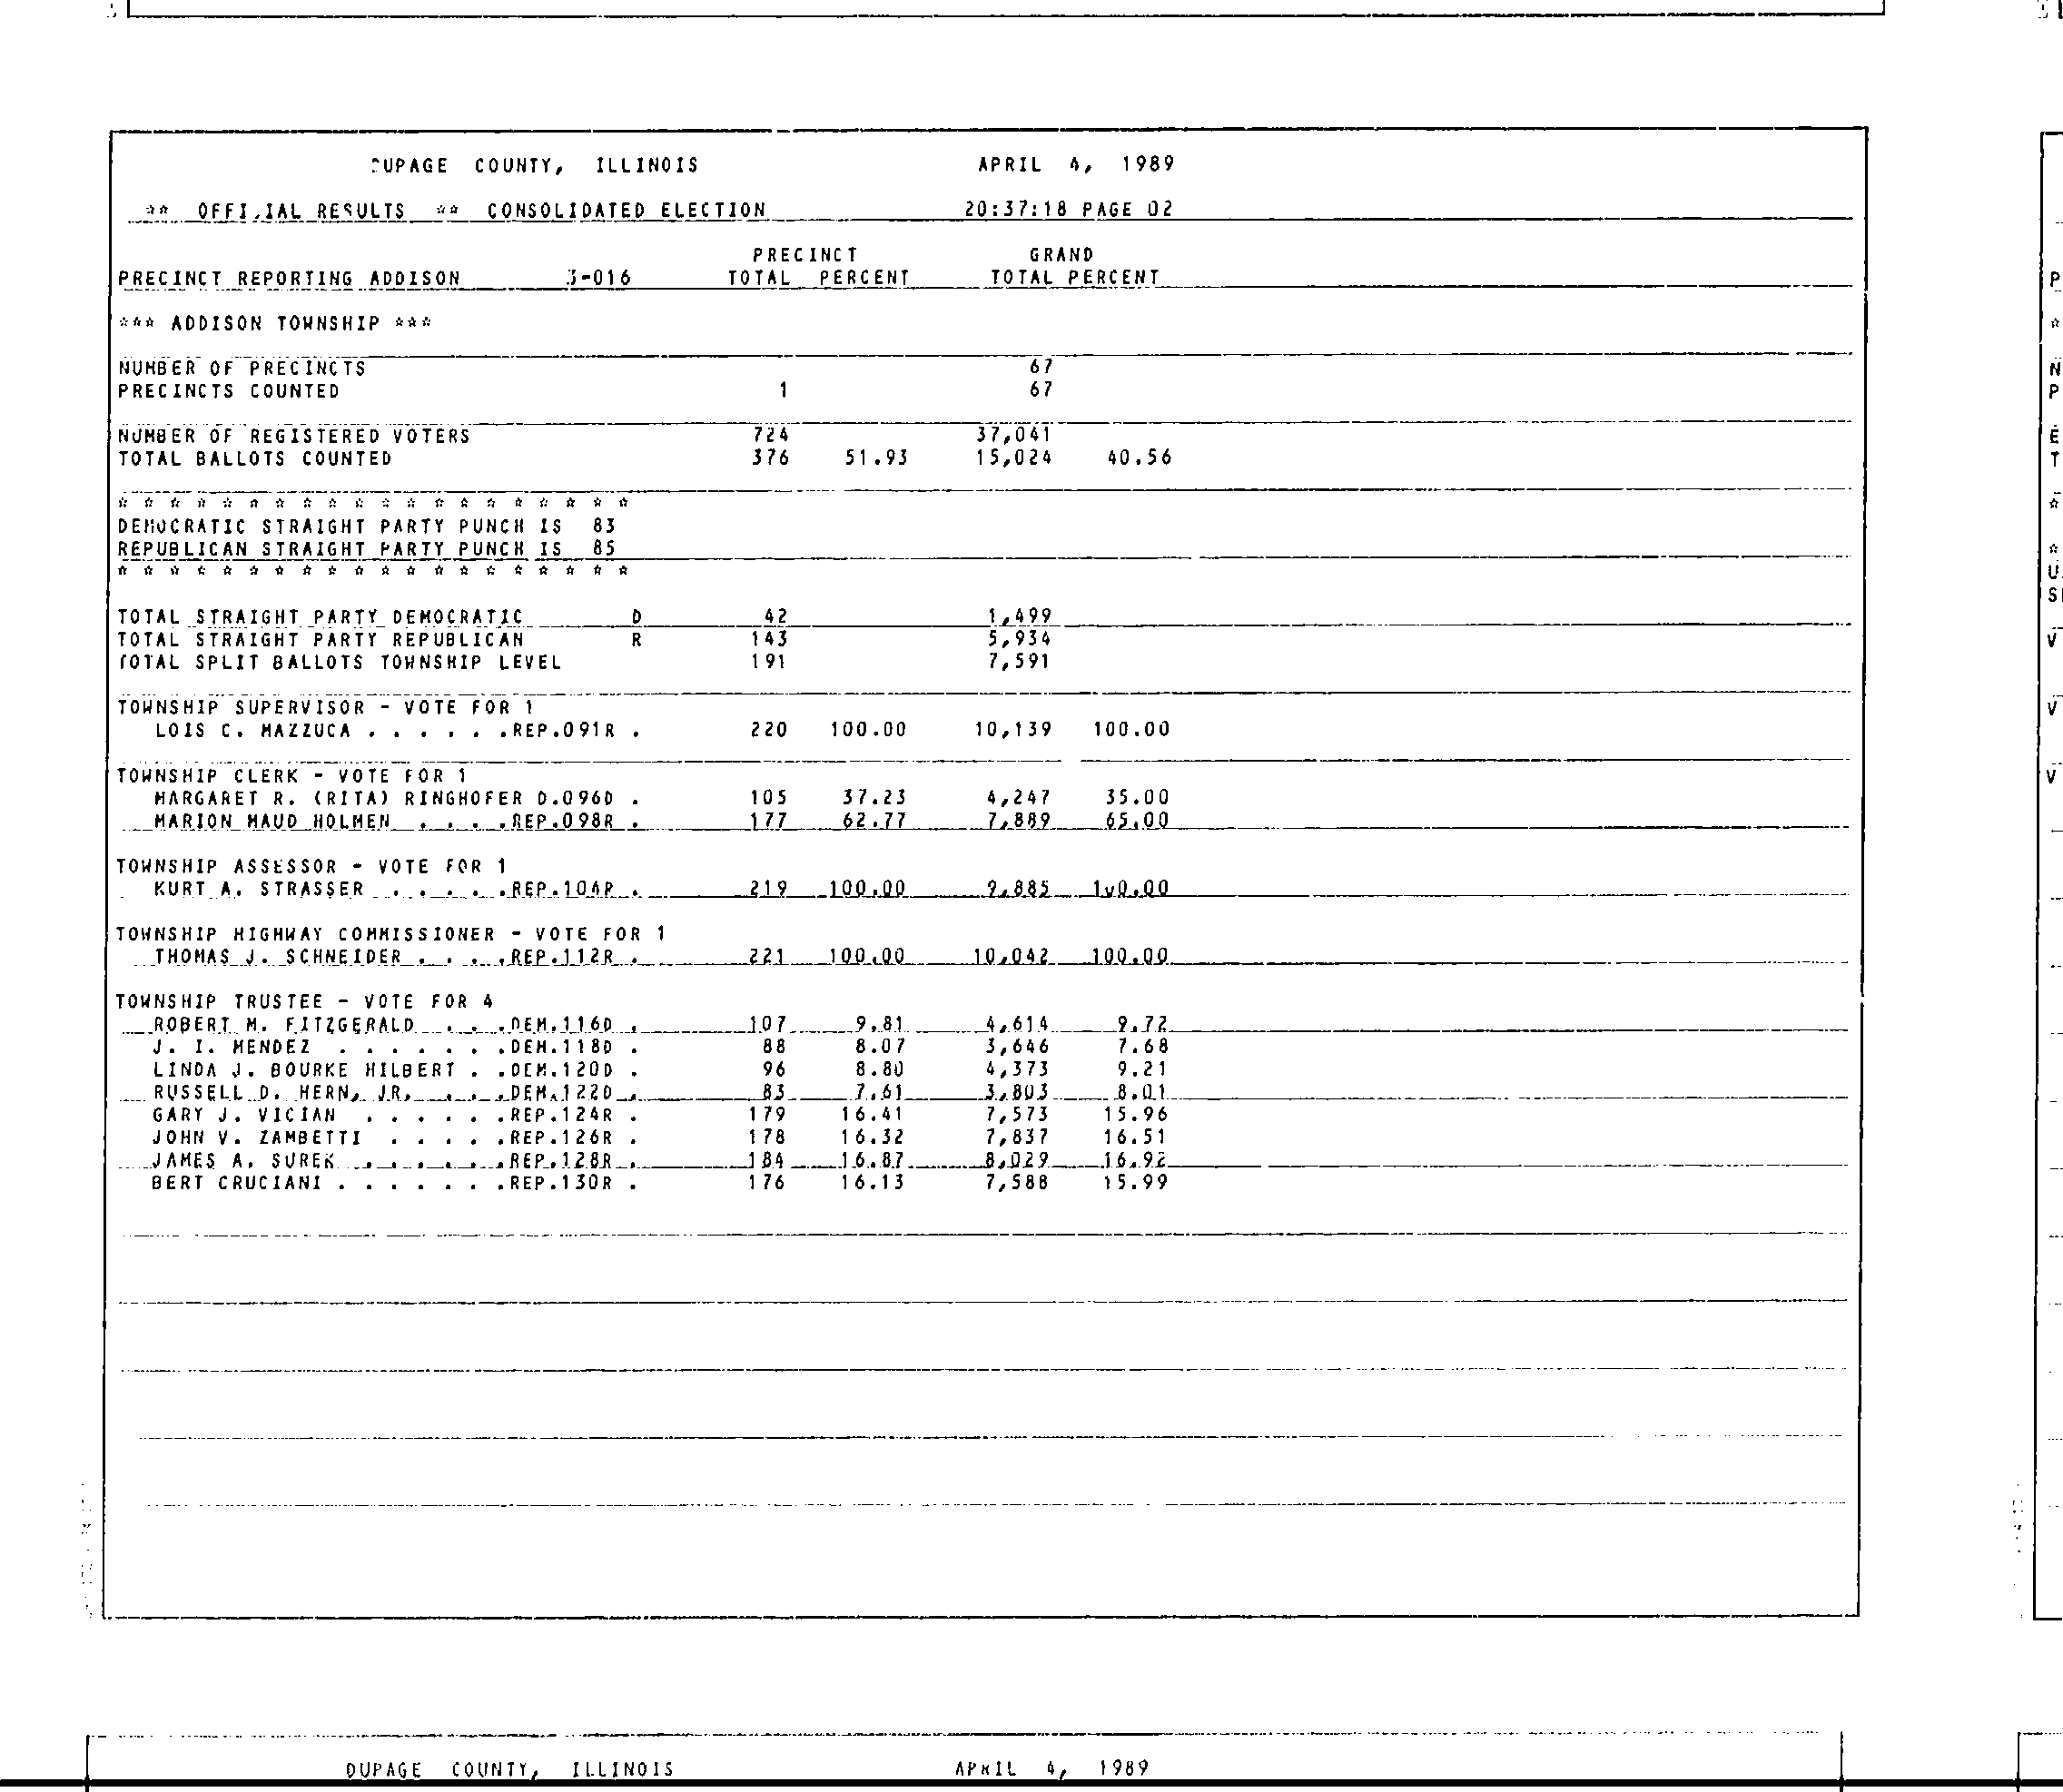 DUPAGE COUNTY, ILLINOIS APRIL 4, 1989
** OFFICIAL RESULTS ** CONSOLIDATED ELECTION 20:37:18 PAGE 02
PRECINCT GRAND
PRECINCT REPORTING ADDISON 3-016 TOTAL PERCENT TOTAL PERCENT
*** ADDISON TOWNSHIP ***
NUMBER OF PRECINCTS 67
PRECINCTS COUNTED 1 67
NUMBER OF REGISTERED VOTERS 724 37,041
TOTAL BALLOTS COUNTED 376 51.93 15,024 40.56
* * * * * * * * * * * * * * * * * * * *
DEMOCRATIC STRAIGHT PARTY PUNCH IS 83
REPUBLICAN STRAIGHT PARTY PUNCH IS 85
* * * * * * * * * * * * * * * * * * * *
TOTAL STRAIGHT PARTY DEMOCRATIC D 42 1,499
TOTAL STRAIGHT PARTY REPUBLICAN R 143 5,934
TOTAL SPLIT BALLOTS TOWNSHIP LEVEL 191 7,591
TOWNSHIP SUPERVISOR - VOTE FOR 1
LOIS C. MAZZUCA . . . . . .REP.091R . 220 100.00 10,139 100.00
TOWNSHIP CLERK - VOTE FOR 1
MARGARET R. (RITA) RINGHOFER D.096D . 105 37.23 4,247 35.00
MARION MAUD HOLMEN . . . .REP.098R . 177 62.77 7,889 65.00
TOWNSHIP ASSESSOR - VOTE FOR 1
KURT A. STRASSER . . . . .REP.104R . 219 100.00 9,885 100.00
TOWNSHIP HIGHWAY COMMISSIONER - VOTE FOR 1
THOMAS J. SCHNEIDER . . . .REP.112R . 221 100.00 10,042 100.00
TOWNSHIP TRUSTEE - VOTE FOR 4
ROBERT M. FITZGERALD . . .DEM.116D . 107 9.81 4,614 9.72
J. I. MENDEZ . . . . . . .DEM.118D . 88 8.07 3,646 7.68
LINDA J. BOURKE HILBERT . .DEM.120D . 96 8.80 4,373 9.21
RUSSELL D. HERN, JR. . . .DEM.122D . 83 7.61 3,803 8.01
GARY J. VICIAN . . . . . .REP.124R . 179 16.41 7,573 15.96
JOHN V. ZAMBETTI . . . . .REP.126R . 178 16.32 7,837 16.51
JAMES A. SUREK . . . . . .REP.128R . 184 16.87 8,029 16.92
BERT CRUCIANI . . . . . . .REP.130R . 176 16.13 7,588 15.99
DUPAGE COUNTY, ILLINOIS APRIL 4, 1989